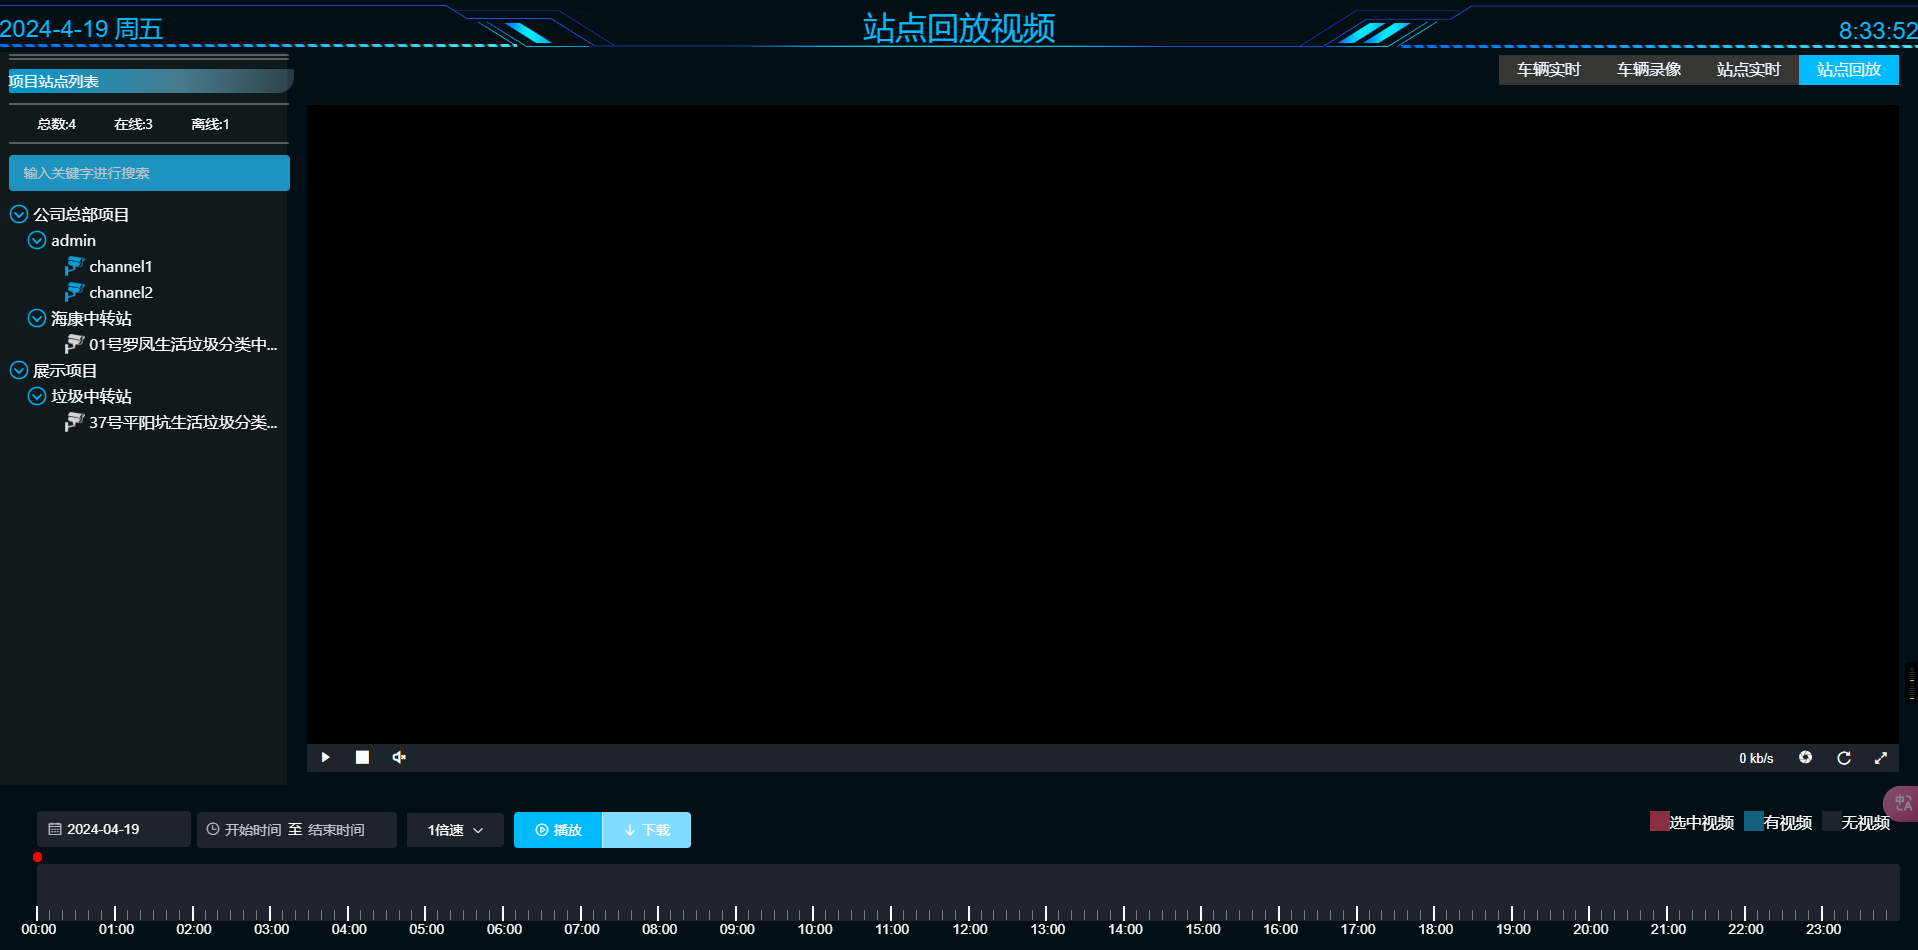 2024-4-19 周五
站点回放视频
8:33:52
车辆实时 车辆录像 站点实时 站点回放
项目站点列表
总数:4 在线:3 离线:1
输入关键字进行搜索
公司总部项目
admin
channel1
channel2
海康中转站
01号罗凤生活垃圾分类中...
展示项目
垃圾中转站
37号平阳坑生活垃圾分类...
0 kb/s
2024-04-19 开始时间 至 结束时间 1倍速 播放 下载
选中视频 有视频 无视频
00:00 01:00 02:00 03:00 04:00 05:00 06:00 07:00 08:00 09:00 10:00 11:00 12:00 13:00 14:00 15:00 16:00 17:00 18:00 19:00 20:00 21:00 22:00 23:00